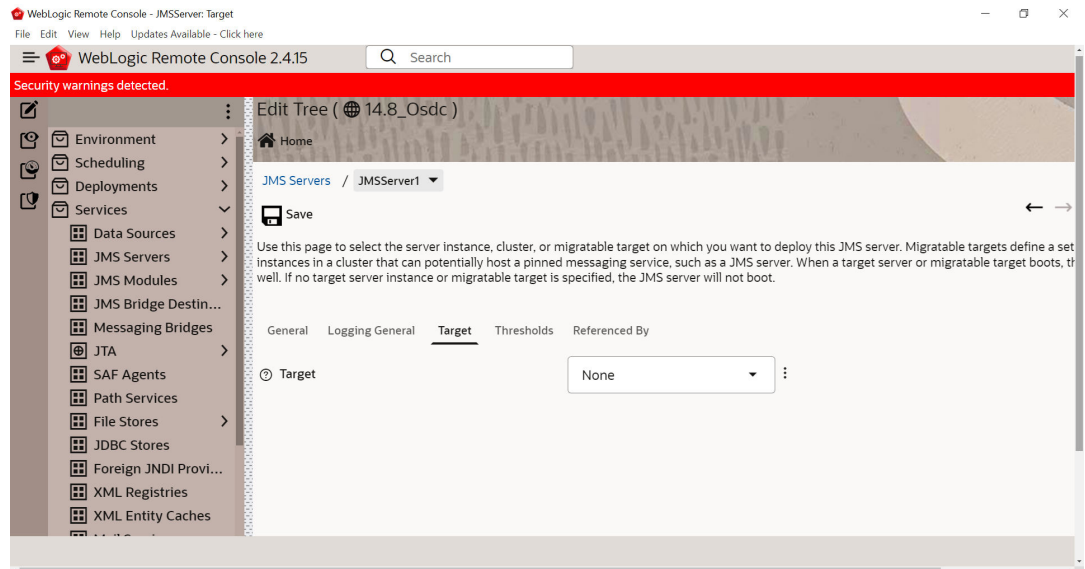 WebLogic Remote Console - JMSServer: Target
File Edit View Help Updates Available - Click here
WebLogic Remote Console 2.4.15
Search
Security warnings detected.
Edit Tree ( 14.8_Osdc )
Home
Environment
Scheduling
Deployments
Services
Data Sources
JMS Servers
JMS Modules
JMS Bridge Destin...
Messaging Bridges
JTA
SAF Agents
Path Services
File Stores
JDBC Stores
Foreign JNDI Provi...
XML Registries
XML Entity Caches
JMS Servers / JMSServer1
Save
Use this page to select the server instance, cluster, or migratable target on which you want to deploy this JMS server. Migratable targets define a set
instances in a cluster that can potentially host a pinned messaging service, such as a JMS server. When a target server or migratable target boots, th
well. If no target server instance or migratable target is specified, the JMS server will not boot.
General Logging General Target Thresholds Referenced By
Target
None